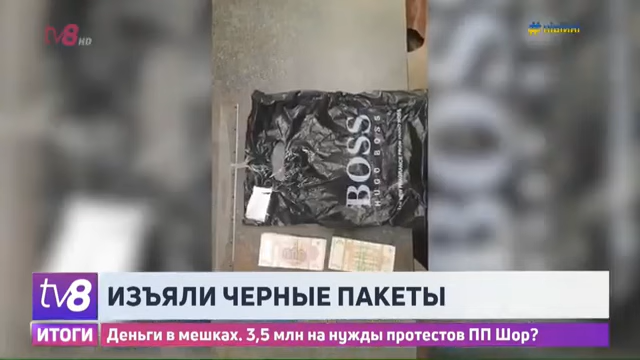 tv8 HD
BOSS
HUGO BOSS
tv8
ИЗЪЯЛИ ЧЕРНЫЕ ПАКЕТЫ
ИТОГИ
Деньги в мешках. 3,5 млн на нужды протестов ПП Шор?